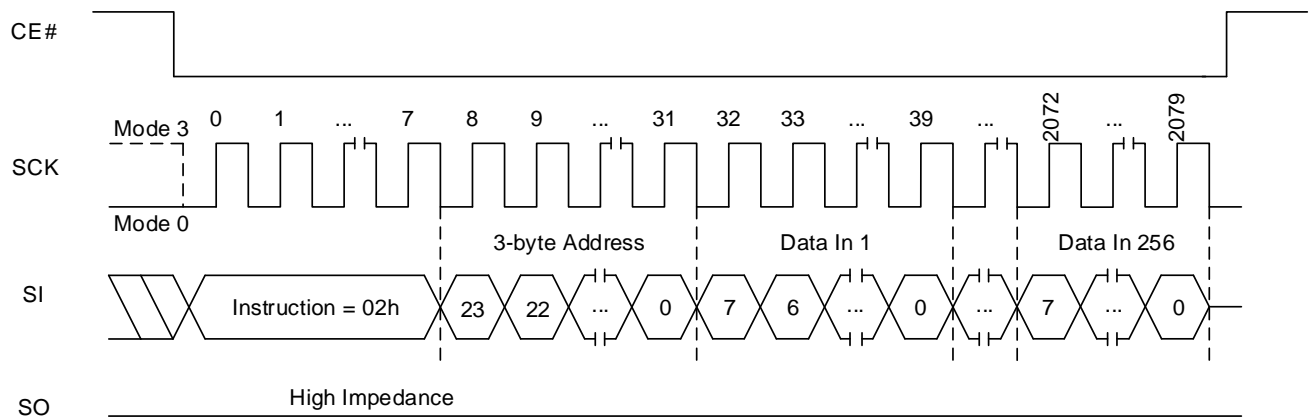 CE#
0 1 ... 7 8 9 ... 31 32 33 ... 39 ... 2072 ... 2079
Mode 3
SCK
Mode 0
3-byte Address Data In 1 Data In 256
SI
Instruction = 02h 23 22 ... 0 7 6 ... 0 ... 7 ... 0
High Impedance
SO